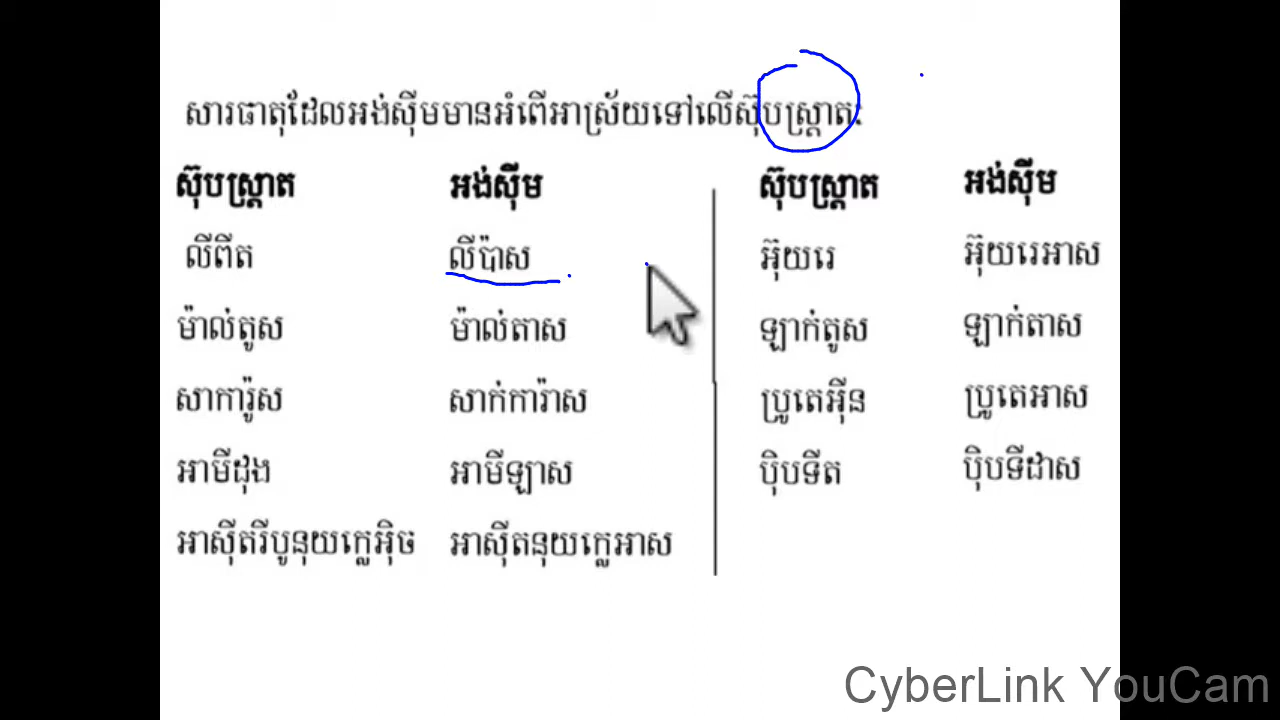 សារធាតុដែលអង់ស៊ីមមានអំពើអាស្រ័យទៅលើស៊ុបស្ត្រាត:
ស៊ុបស្ត្រាត អង់ស៊ីម ស៊ុបស្ត្រាត អង់ស៊ីម
លីពីត លីប៉ាស អ៊ុយរេ អ៊ុយរេអាស
ម៉ាល់តូស ម៉ាល់តាស ឡាក់តូស ឡាក់តាស
សាការ៉ូស សាក់ការ៉ាស ប្រូតេអ៊ីន ប្រូតេអាស
អាមីដុង អាមីឡាស ប៉ិបទីត ប៉ិបទីដាស
អាស៊ីតរីបូនុយក្លេអ៊ិច អាស៊ីតនុយក្លេអាស
CyberLink YouCam